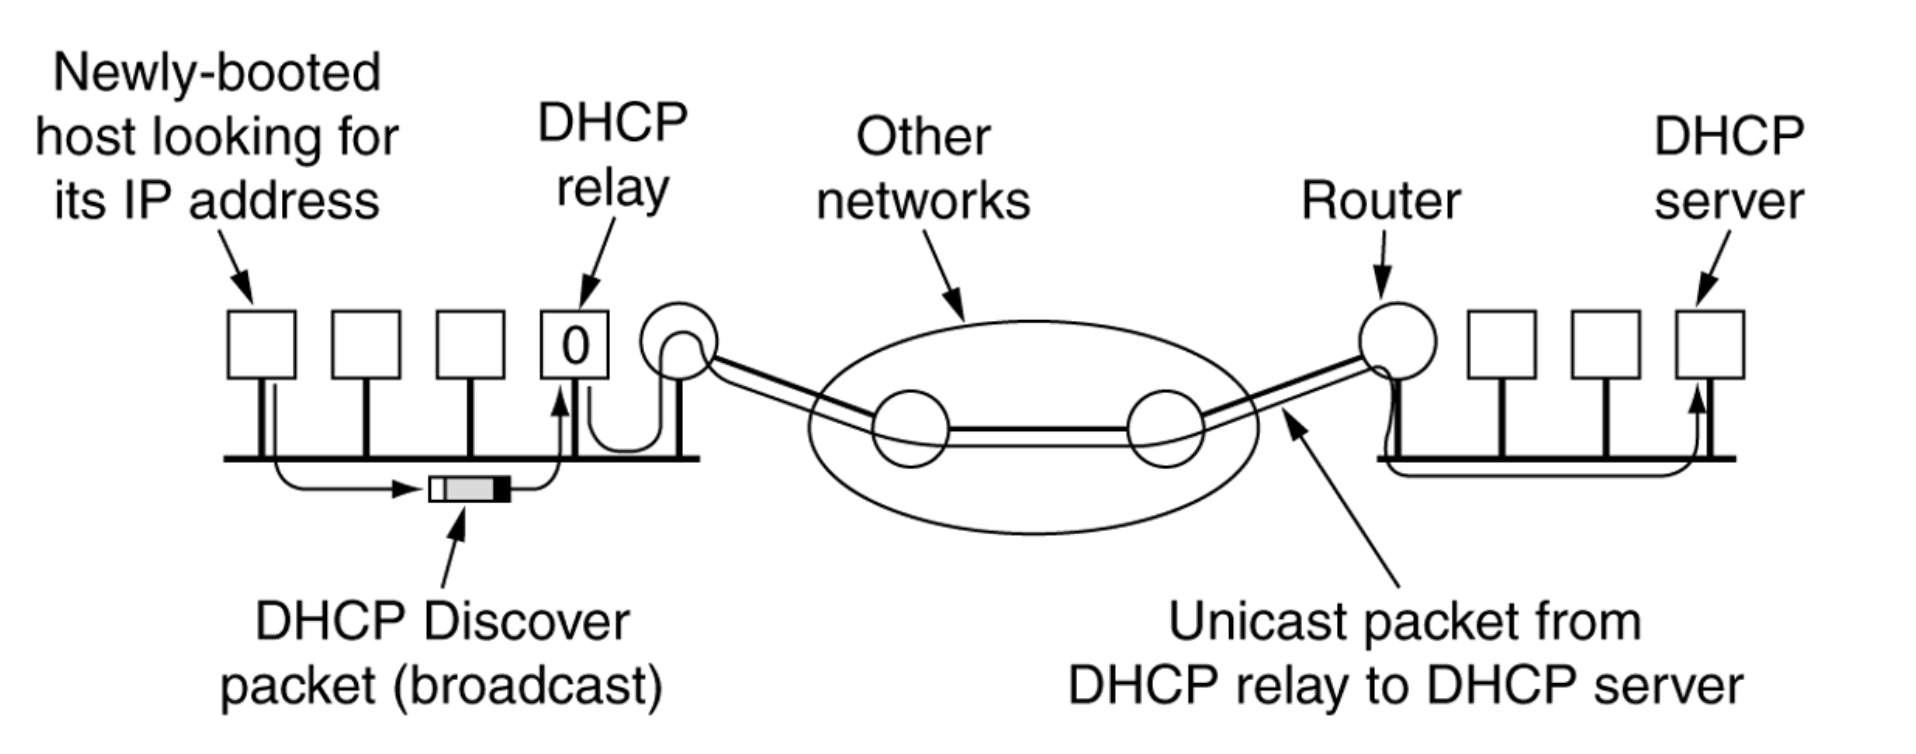 Newly-booted
host looking for
its IP address
DHCP
relay
Other
networks
Router
DHCP
server
0
DHCP Discover
packet (broadcast)
Unicast packet from
DHCP relay to DHCP server